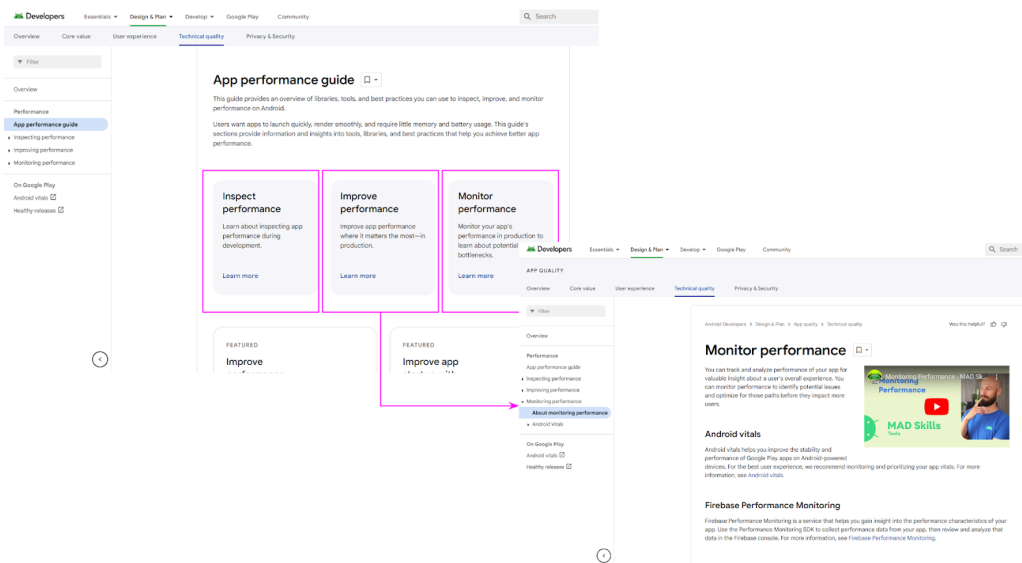 Developers
Essentials
Design & Plan
Develop
Google Play
Community
Search
Overview
Core value
User experience
Technical quality
Privacy & Security
Filter
Overview
Performance
App performance guide
Inspecting performance
Improving performance
Monitoring performance
On Google Play
Android vitals
Healthy releases
App performance guide
This guide provides an overview of libraries, tools, and best practices you can use to inspect, improve, and monitor
performance on Android.
Users want apps to launch quickly, render smoothly, and require little memory and battery usage. This guide's
sections provide information and insights into tools, libraries, and best practices that help you achieve better app
performance.
Inspect
performance
Learn about inspecting app
performance during
development.
Learn more
Improve
performance
Improve app performance
where it matters the most—in
production.
Learn more
Monitor
performance
Monitor your app's
performance in production to
learn about potential
bottlenecks.
Learn more
FEATURED
Improve
FEATURED
Improve app
Developers
Essentials
Design & Plan
Develop
Google Play
Community
Search
APP QUALITY
Overview
Core value
User experience
Technical quality
Privacy & Security
Filter
Overview
Performance
App performance guide
Inspecting performance
Improving performance
Monitoring performance
About monitoring performance
Android Vitals
On Google Play
Android vitals
Healthy releases
Android Developers > Design & Plan > App quality > Technical quality
Was this helpful?
Monitor performance
You can track and analyze performance of your app for
valuable insight about a user's overall experience. You
can monitor performance to identify potential issues
and optimize for those paths before they impact more
users.
Monitoring Performance - MAD Sk...
Monitoring
Performance
MAD Skills
Tools
Android vitals
Android vitals helps you improve the stability and
performance of Google Play apps on Android-powered
devices. For the best user experience, we recommend monitoring and prioritizing your app vitals. For more
information, see Android vitals.
Firebase Performance Monitoring
Firebase Performance Monitoring is a service that helps you gain insight into the performance characteristics of your
app. Use the Performance Monitoring SDK to collect performance data from your app, then review and analyze that
data in the Firebase console. For more information, see Firebase Performance Monitoring.